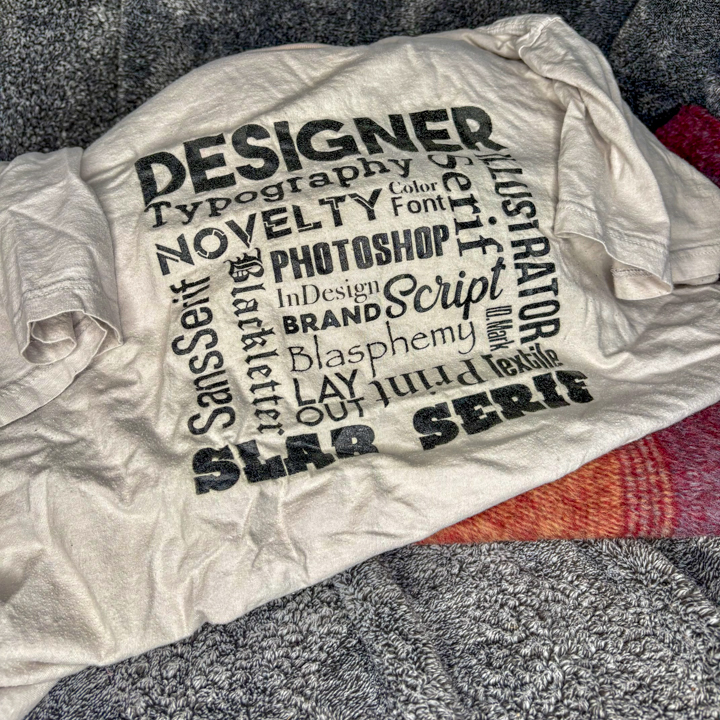 DESIGNER
Typography
NOVELTY
Color
Font
Serif
ILLUSTRATOR
SansSeif
Blackletter
PHOTOSHOP
InDesign
Script
BRAND
Blasphemy
LAY
OUT
Print
Textile
SLAB SERIF